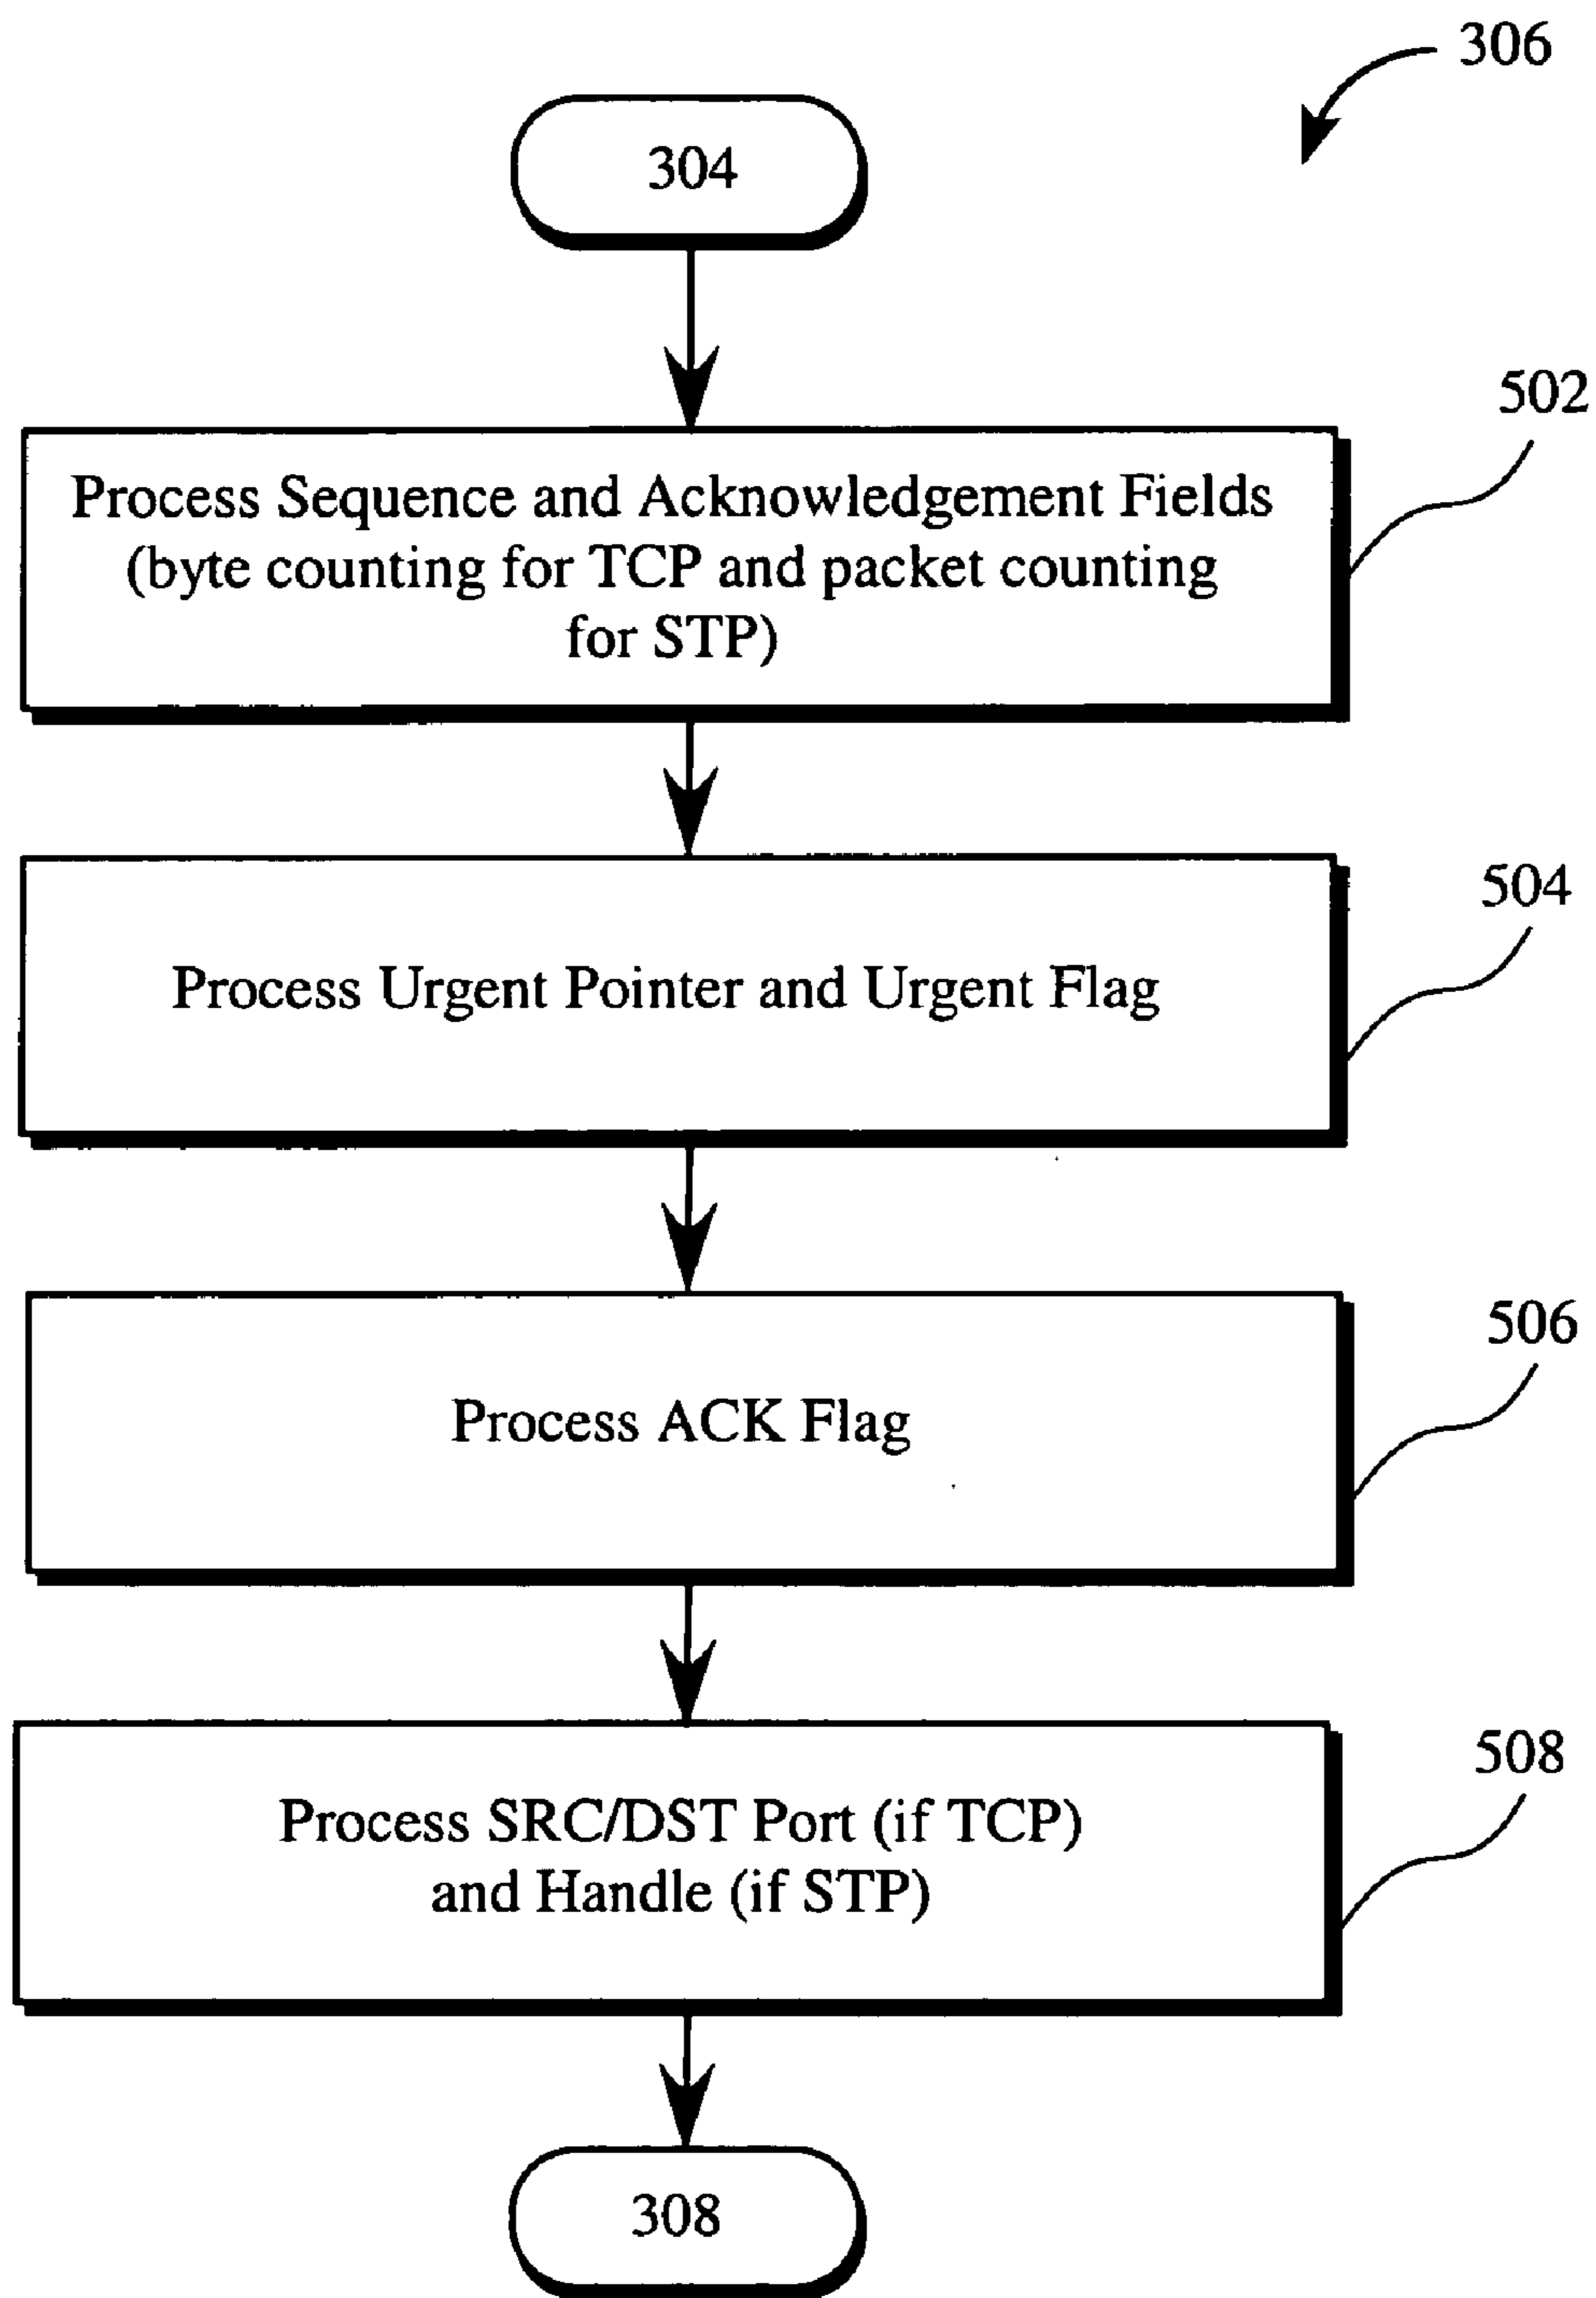 306
304
502
Process Sequence and Acknowledgement Fields
(byte counting for TCP and packet counting
for STP)
504
Process Urgent Pointer and Urgent Flag
506
Process ACK Flag
508
Process SRC/DST Port (if TCP)
and Handle (if STP)
308